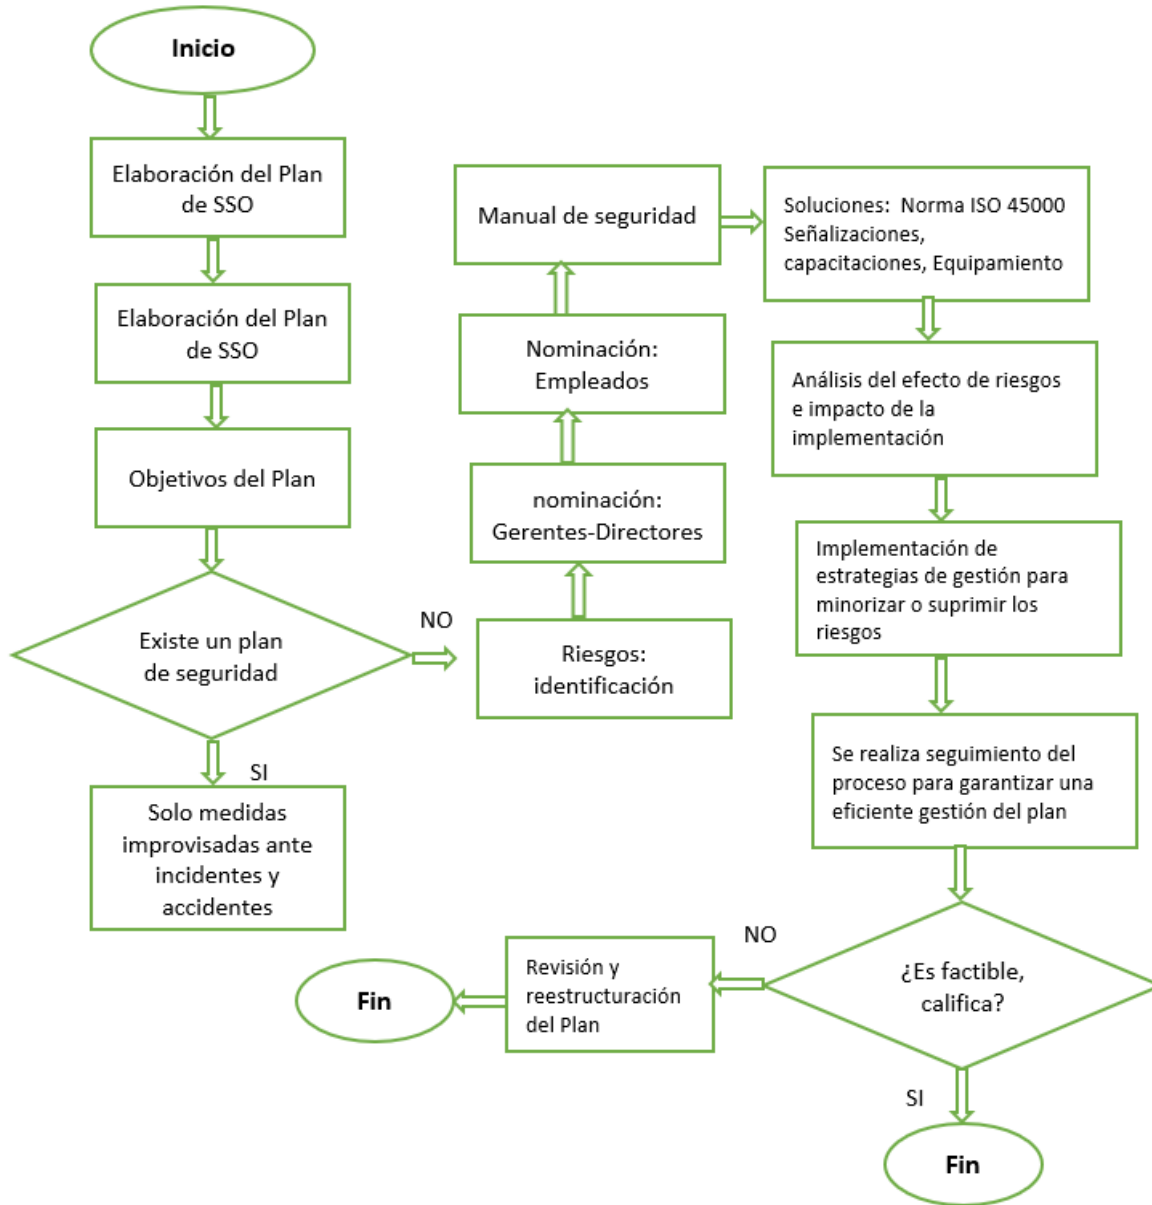 Inicio
Elaboración del Plan
de SSO
Elaboración del Plan
de SSO
Objetivos del Plan
Existe un plan
de seguridad
NO
SI
Solo medidas
improvisadas ante
incidentes y
accidentes
Riesgos:
identificación
nominación:
Gerentes-Directores
Nominación:
Empleados
Manual de seguridad
Soluciones:  Norma ISO 45000
Señalizaciones,
capacitaciones, Equipamiento
Análisis del efecto de riesgos
e impacto de la
implementación
Implementación de
estrategias de gestión para
minorizar o suprimir los
riesgos
Se realiza seguimiento del
proceso para garantizar una
eficiente gestión del plan
¿Es factible,
califica?
NO
Revisión y
reestructuración
del Plan
Fin
SI
Fin